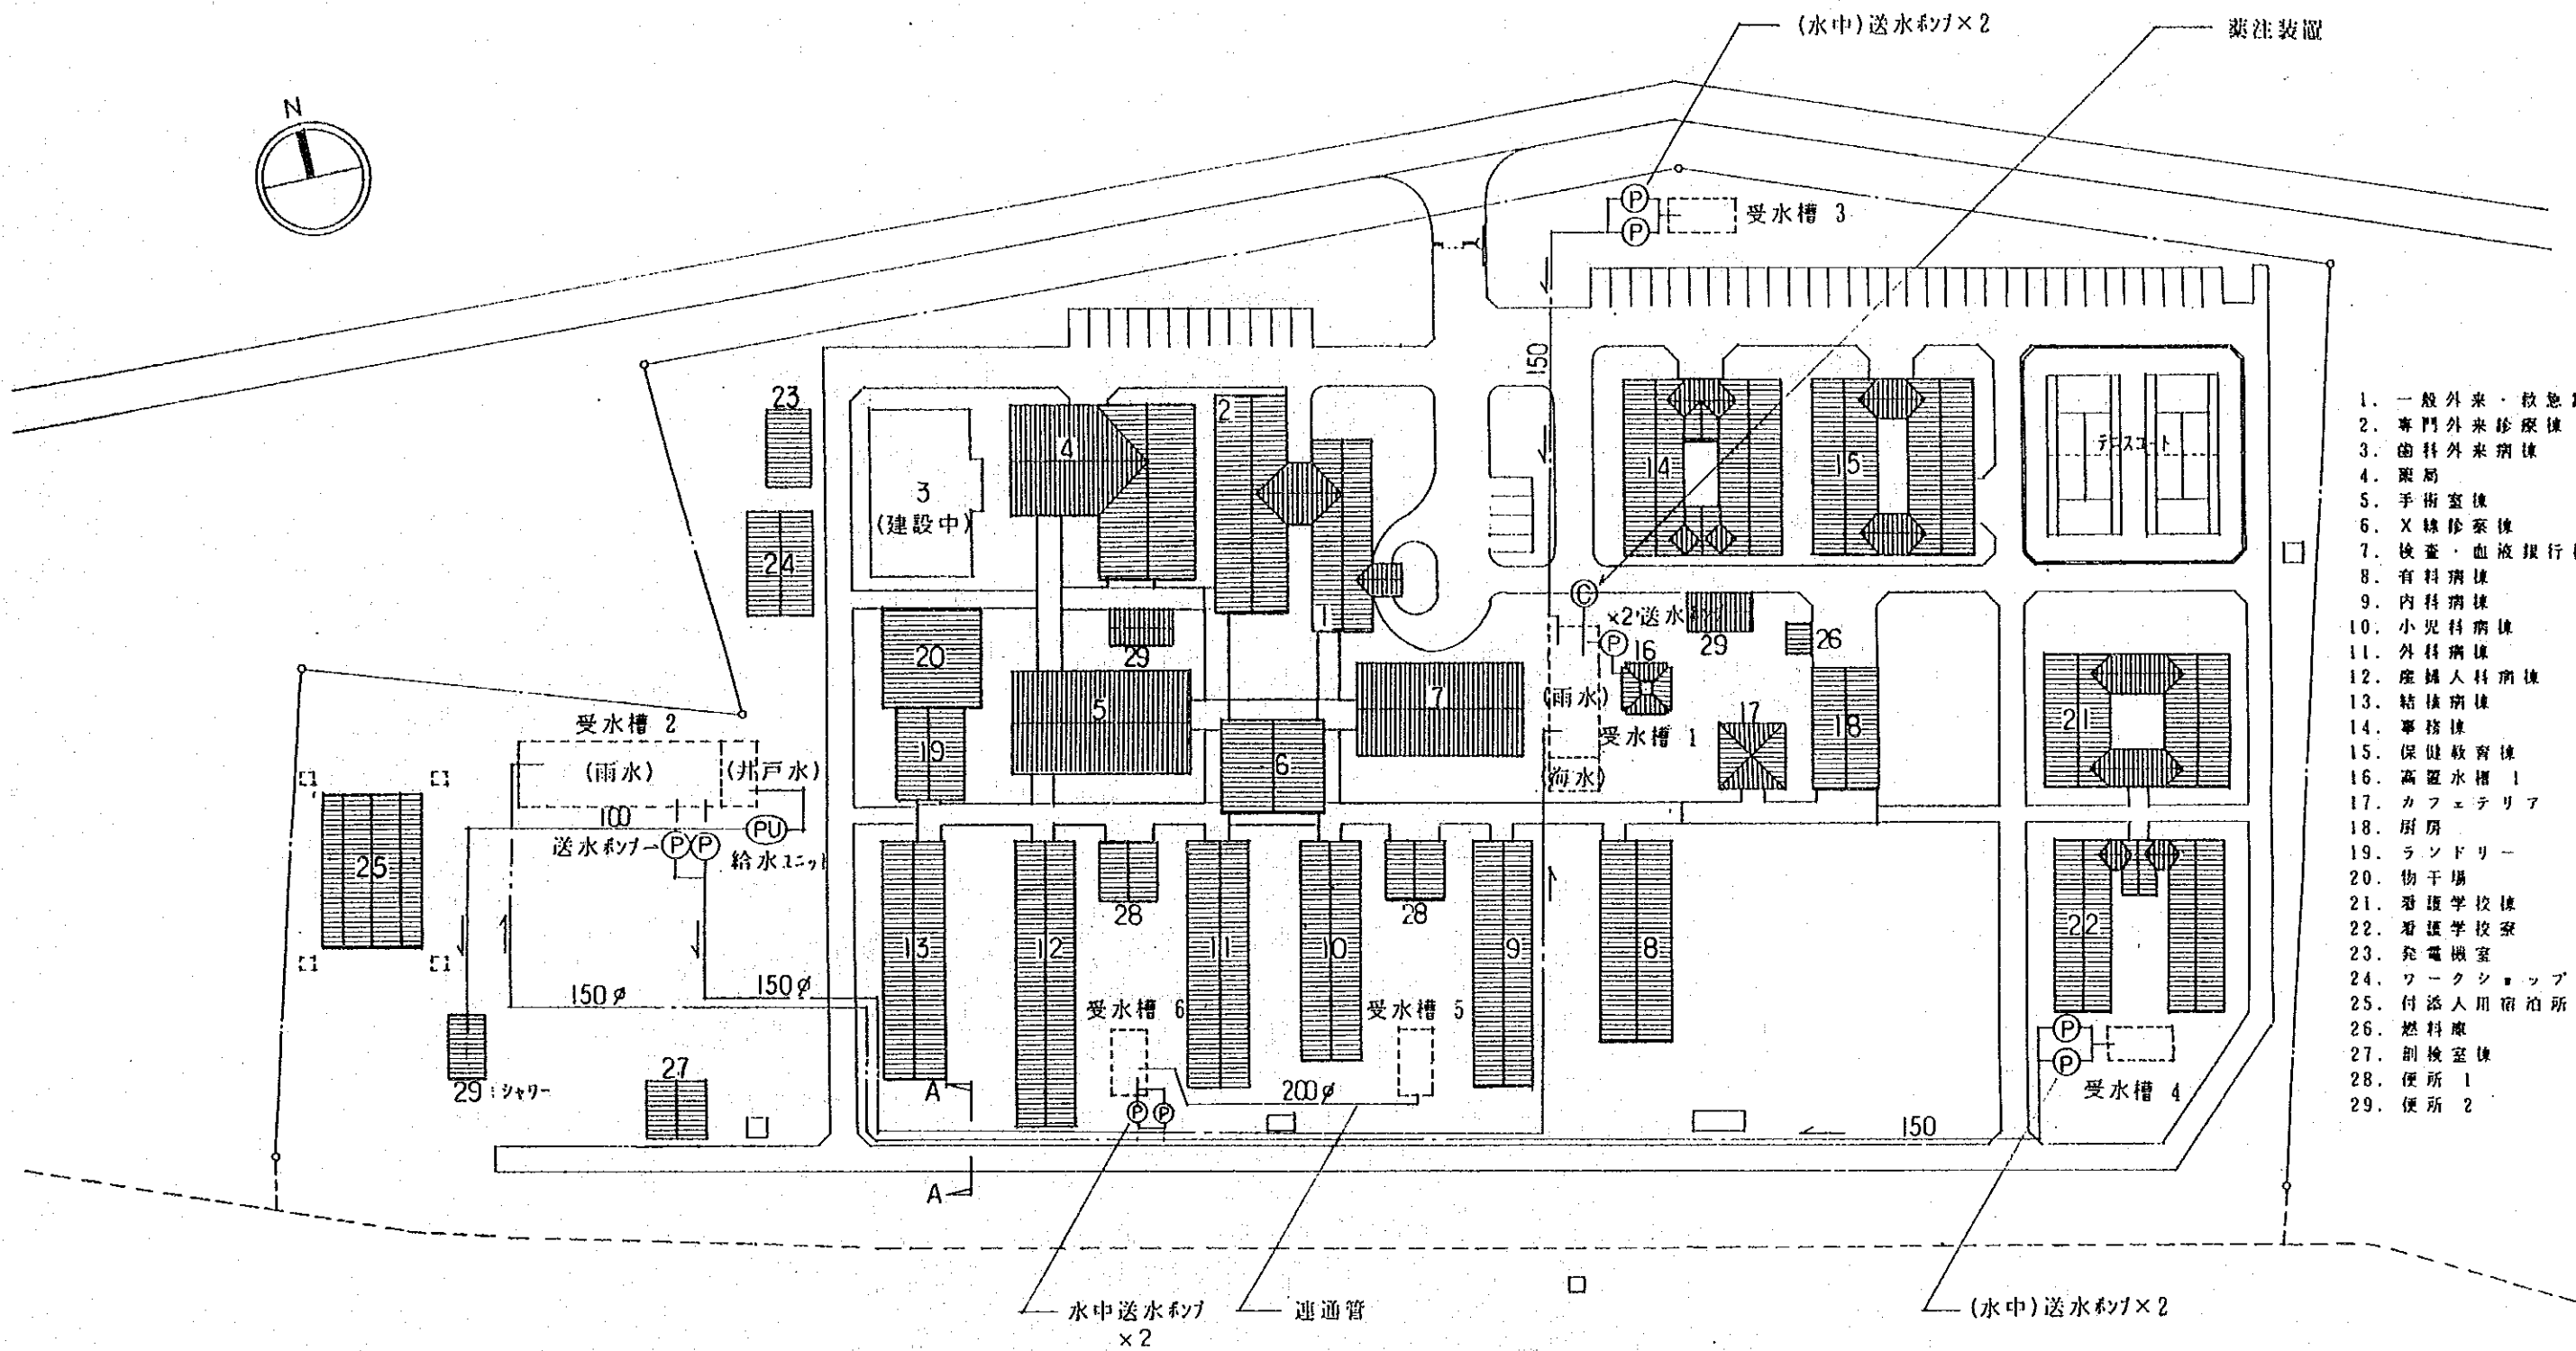 (水中)送水ポンプ×2
薬注装置
N
P
P
受水槽 3
150
23
2
4
3
(建設中)
14
15
テニスコート
24
1
C
×2送水ポンプ
P
16
29
26
20
29
5
7
(雨水)
17
18
21
19
6
受水槽 1
(海水)
受水槽 2
(雨水)
(井戸水)
100
PU
送水ポンプ
P
P
給水ユニット
25
28
28
13
12
11
10
9
8
22
150φ
150φ
受水槽 6
受水槽 5
P
P
受水槽 4
29:シャワー
27
A
200φ
P
P
150
A
水中送水ポンプ
×2
連通管
(水中)送水ポンプ×2
1. 一般外来・救急
2. 専門外来診療棟
3. 歯科外来病棟
4. 薬局
5. 手術室棟
6. X線診察棟
7. 検査・血液銀行
8. 有料病棟
9. 内科病棟
10. 小児科病棟
11. 外科病棟
12. 産婦人科病棟
13. 結核病棟
14. 事務棟
15. 保健教育棟
16. 高置水槽 1
17. カフェテリア
18. 厨房
19. ランドリー
20. 物干場
21. 看護学校棟
22. 看護学校寮
23. 発電機室
24. ワークショップ
25. 付添人用宿泊所
26. 燃料庫
27. 剖検室棟
28. 便所 1
29. 便所 2